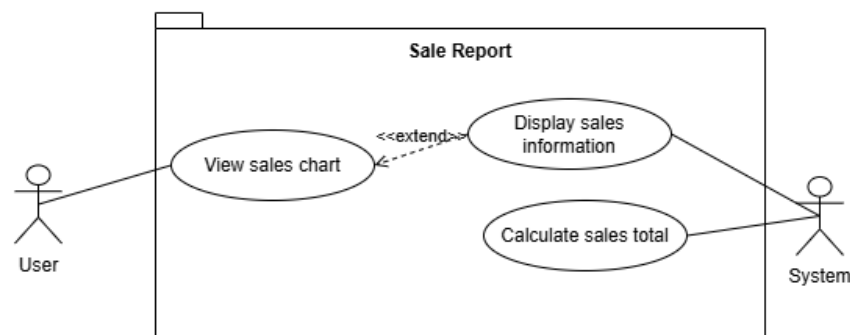 Sale Report
<<extend>>
Display sales
information
View sales chart
Calculate sales total
User
System